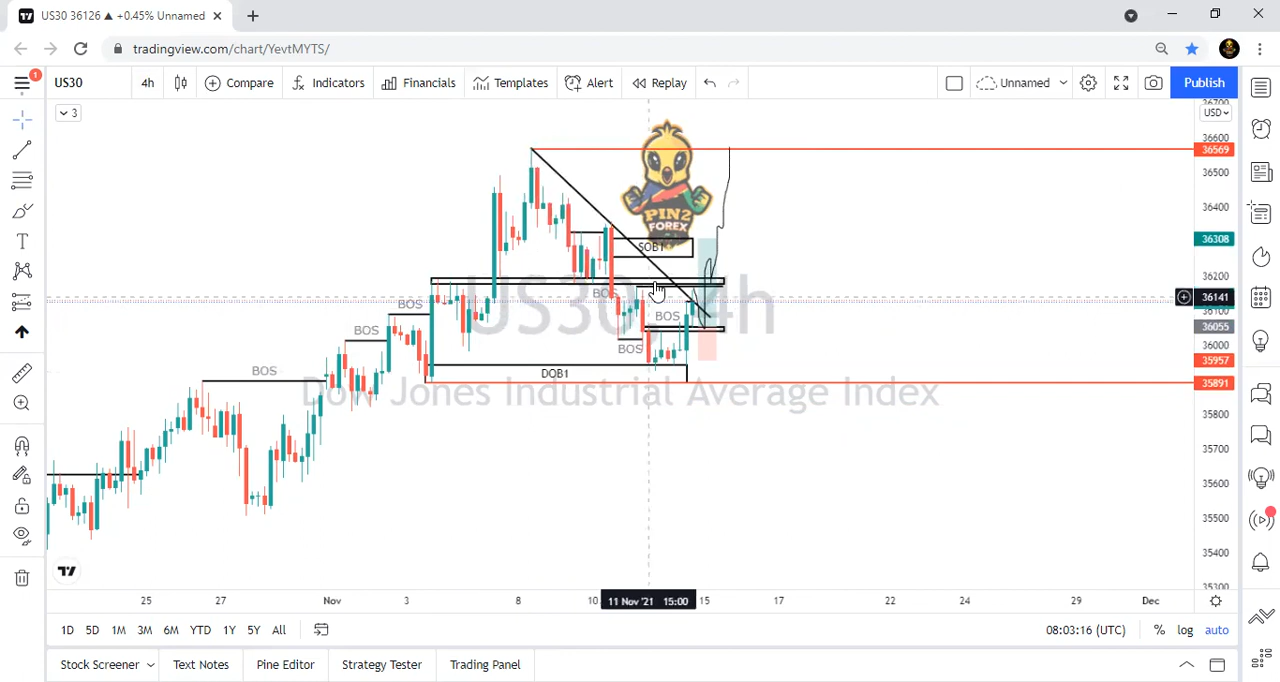 US30 36126 ▲ +0.45% Unnamed
tradingview.com/chart/YevtMYTS/
1
US30
4h
Compare
Indicators
Financials
Templates
Alert
Replay
Unnamed
Publish
3
USD
36700
36600
36569
36500
36400
36308
36200
36141
36100
36055
36000
35957
35891
35800
35700
35600
35500
35400
35300
PIN2
FOREX
SOB1
BOS
BOS
BOS
BOS
BOS
BOS
DOB1
US30, 4h
Dow Jones Industrial Average Index
25
27
Nov
3
8
10
11 Nov '21 15:00
15
17
22
24
29
Dec
1D
5D
1M
3M
6M
YTD
1Y
5Y
All
08:03:16 (UTC)
%
log
auto
Stock Screener
Text Notes
Pine Editor
Strategy Tester
Trading Panel